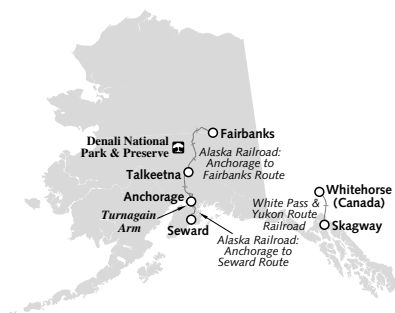 Fairbanks
Denali National
Park & Preserve
Alaska Railroad:
Anchorage to
Fairbanks Route
Talkeetna
Anchorage
Turnagain
Arm
Seward
Alaska Railroad:
Anchorage to
Seward Route
Whitehorse
(Canada)
White Pass &
Yukon Route
Railroad
Skagway